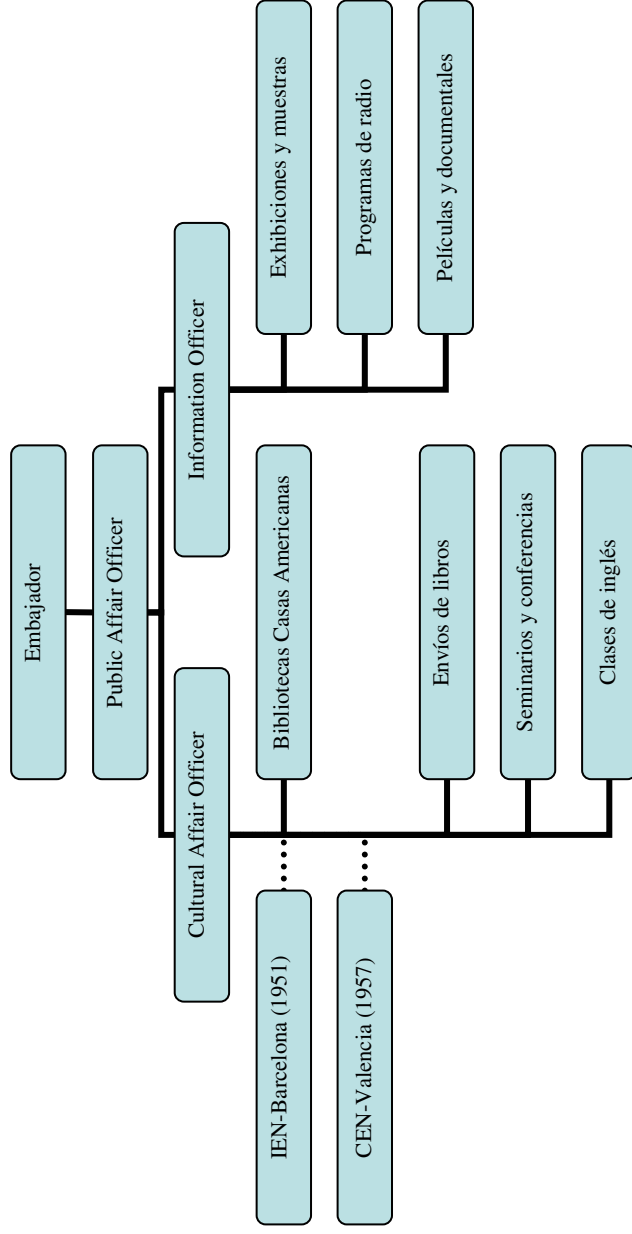 Embajador
Public Affair Officer
Cultural Affair Officer
Information Officer
IEN-Barcelona (1951)
Bibliotecas Casas Americanas
Exhibiciones y muestras
CEN-Valencia (1957)
Programas de radio
Envíos de libros
Películas y documentales
Seminarios y conferencias
Clases de inglés